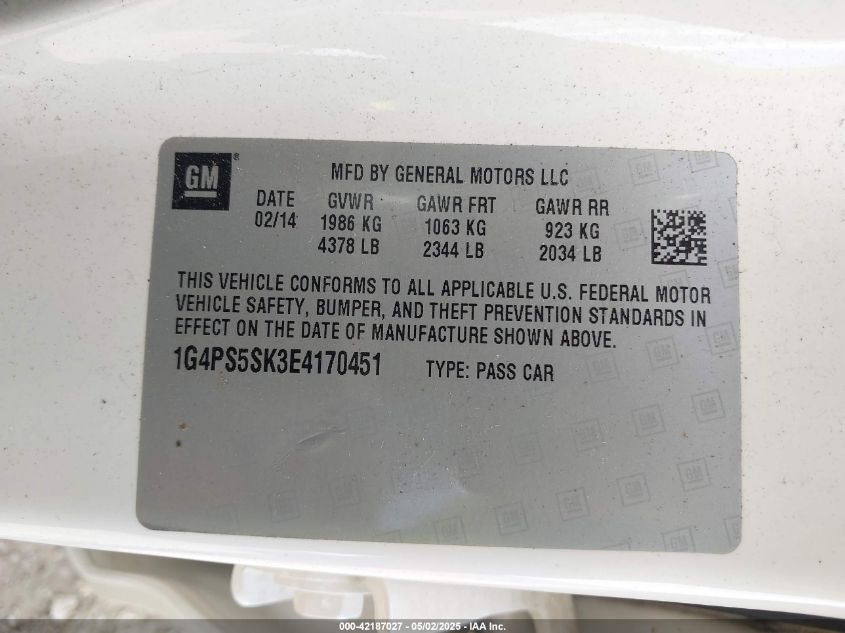 GM®
MFD BY GENERAL MOTORS LLC
DATE GVWR GAWR FRT GAWR RR
02/14 1986 KG 1063 KG 923 KG
4378 LB 2344 LB 2034 LB
THIS VEHICLE CONFORMS TO ALL APPLICABLE U.S. FEDERAL MOTOR
VEHICLE SAFETY, BUMPER, AND THEFT PREVENTION STANDARDS IN
EFFECT ON THE DATE OF MANUFACTURE SHOWN ABOVE.
1G4PS5SK3E4170451 TYPE: PASS CAR
000-42187027 - 05/02/2025 - IAA Inc.